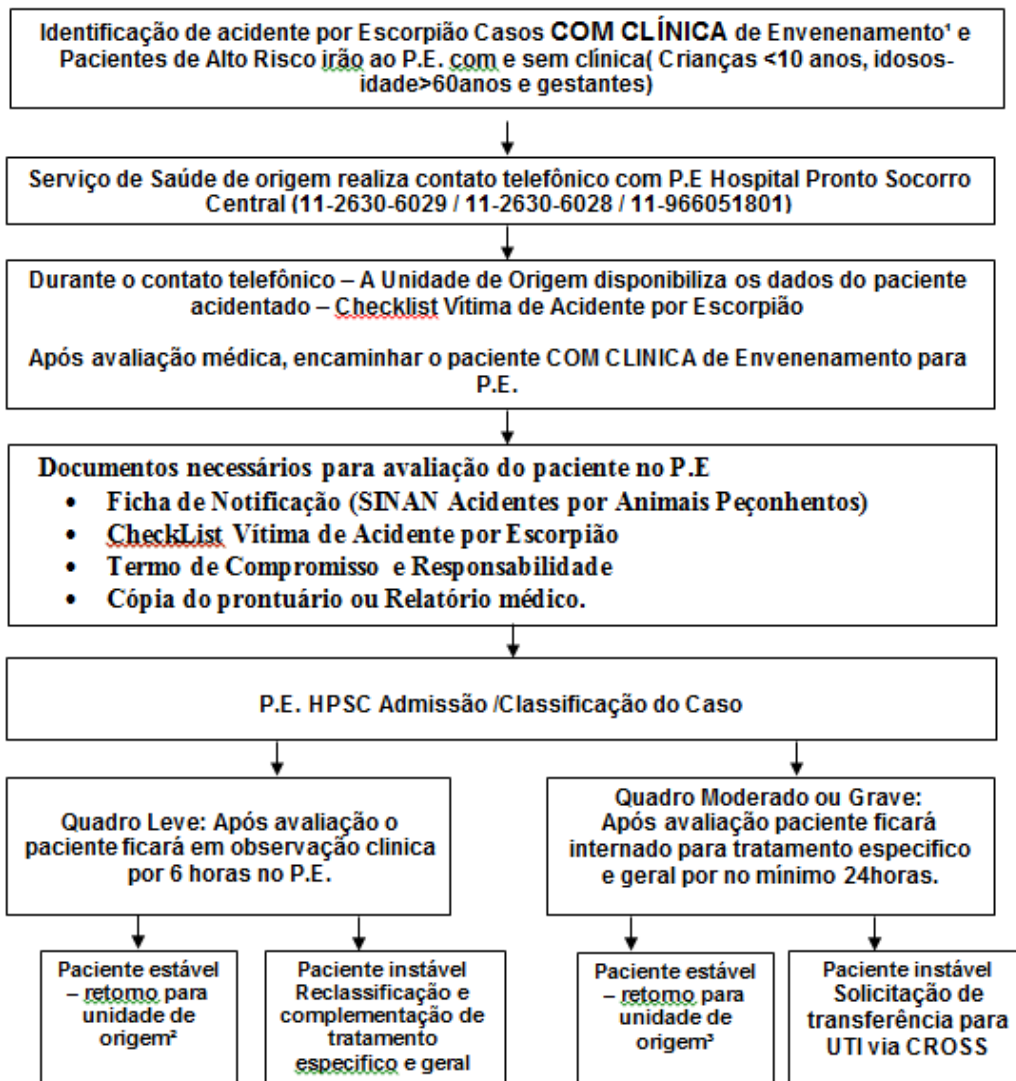 Identificação de acidente por Escorpião Casos COM CLÍNICA de Envenenamento¹ e
Pacientes de Alto Risco irão ao P.E. com e sem clínica( Crianças <10 anos, idosos-
idade>60anos e gestantes)
Serviço de Saúde de origem realiza contato telefônico com P.E Hospital Pronto Socorro
Central (11-2630-6029 / 11-2630-6028 / 11-966051801)
Durante o contato telefônico – A Unidade de Origem disponibiliza os dados do paciente
acidentado – Checklist Vítima de Acidente por Escorpião
Após avaliação médica, encaminhar o paciente COM CLINICA de Envenenamento para
P.E.
Documentos necessários para avaliação do paciente no P.E
• Ficha de Notificação (SINAN Acidentes por Animais Peçonhentos)
• CheckList Vítima de Acidente por Escorpião
• Termo de Compromisso e Responsabilidade
• Cópia do prontuário ou Relatório médico.
P.E. HPSC Admissão /Classificação do Caso
Quadro Leve: Após avaliação o
paciente ficará em observação clinica
por 6 horas no P.E.
Quadro Moderado ou Grave:
Após avaliação paciente ficará
internado para tratamento especifico
e geral por no mínimo 24horas.
Paciente estável
– retorno para
unidade de
origem²
Paciente instável
Reclassificação e
complementação de
tratamento
especifico e geral
Paciente estável
– retorno para
unidade de
origem³
Paciente instável
Solicitação de
transferência para
UTI via CROSS